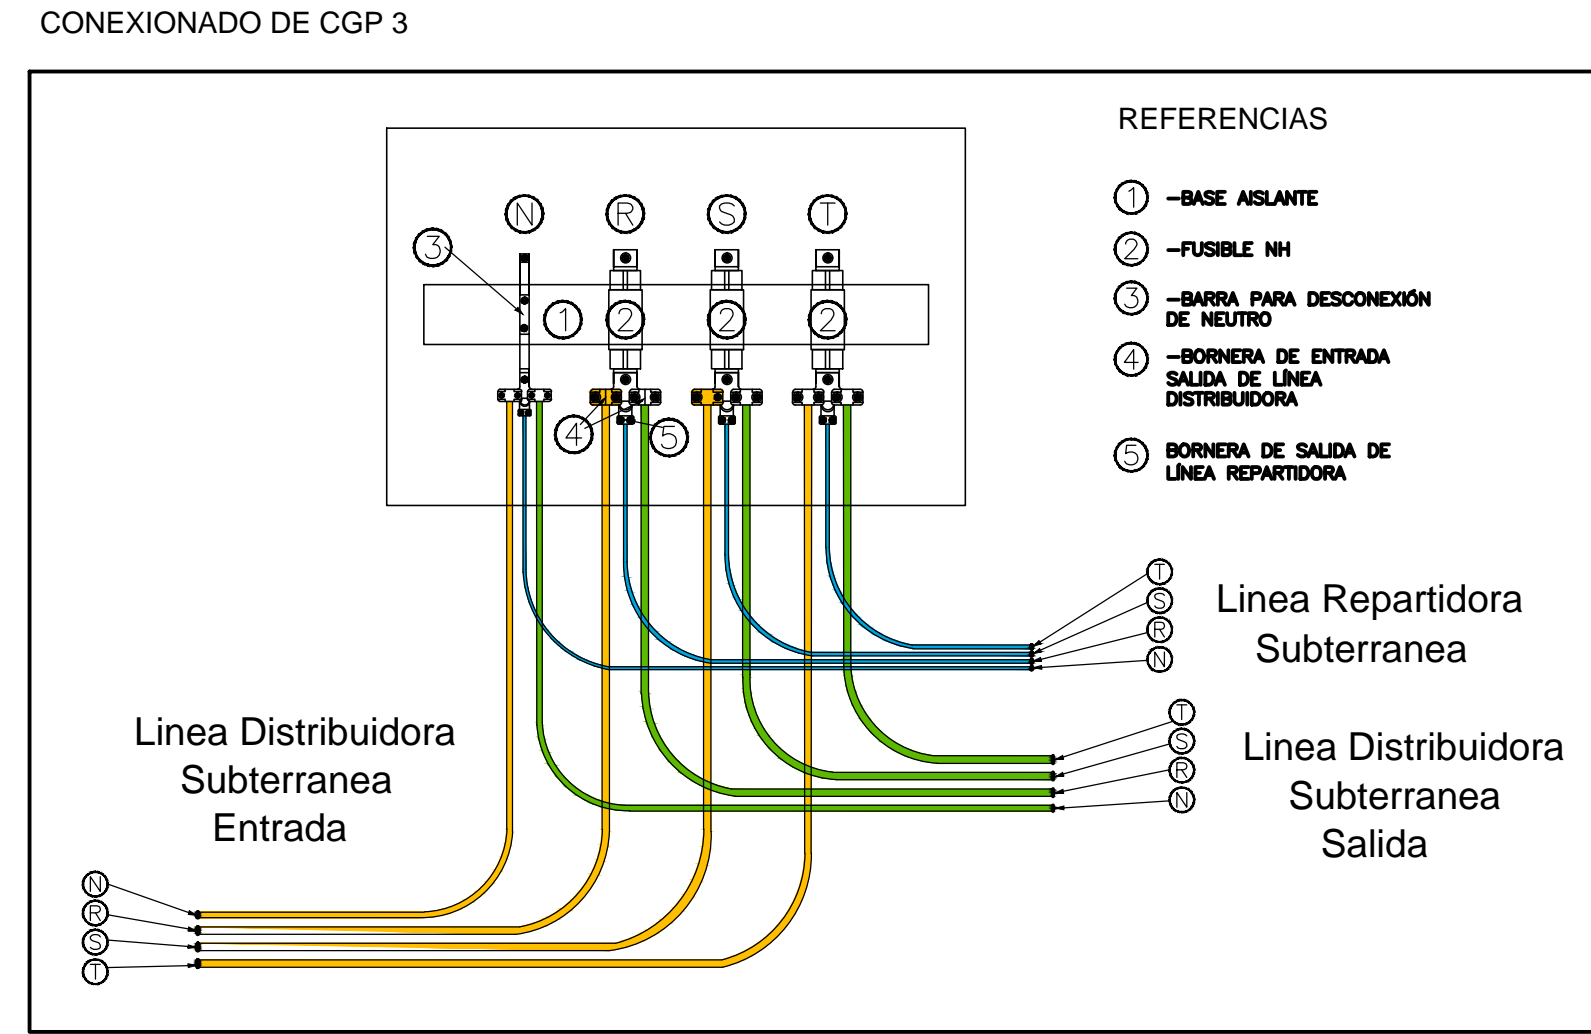 CONEXIONADO DE CGP 3
REFERENCIAS
1 -BASE AISLANTE
2 -FUSIBLE NH
3 -BARRA PARA DESCONEXIÓN
DE NEUTRO
4 -BORNERA DE ENTRADA
SALIDA DE LÍNEA
DISTRIBUIDORA
5 BORNERA DE SALIDA DE
LÍNEA REPARTIDORA
N R S T
3
1 2 2 2
4 5
T
S
R
N
Linea Repartidora
Subterranea
T
S
R
N
Linea Distribuidora
Subterranea
Salida
Linea Distribuidora
Subterranea
Entrada
N
R
S
T